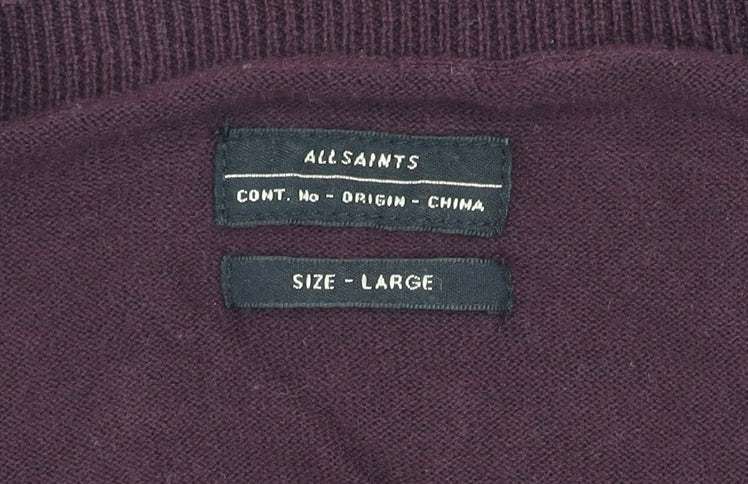 ALLSAINTS
CONT. No - ORIGIN - CHINA
SIZE - LARGE